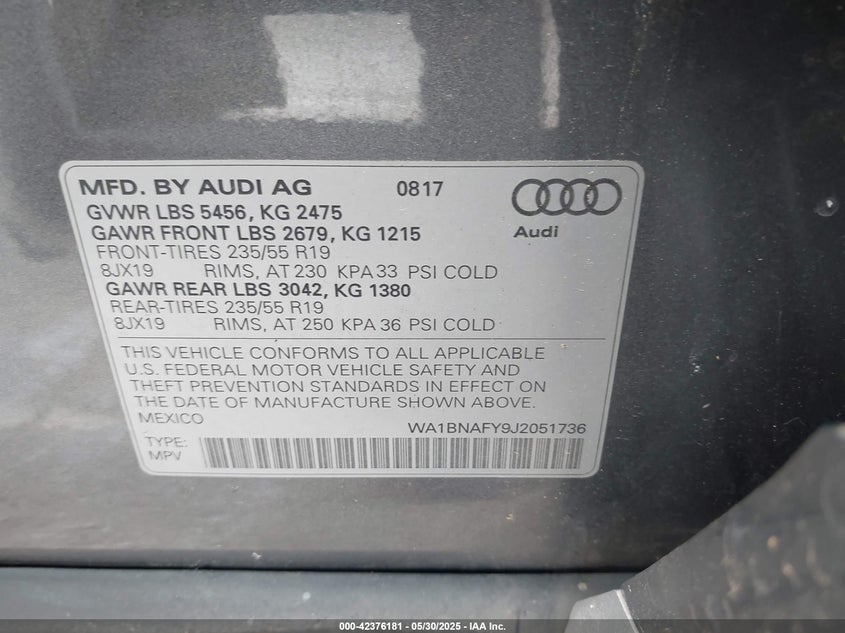 MFD. BY AUDI AG 0817
GVWR LBS 5456, KG 2475
GAWR FRONT LBS 2679, KG 1215
Audi
FRONT-TIRES 235/55 R19
8JX19 RIMS, AT 230 KPA 33 PSI COLD
GAWR REAR LBS 3042, KG 1380
REAR-TIRES 235/55 R19
8JX19 RIMS, AT 250 KPA 36 PSI COLD
THIS VEHICLE CONFORMS TO ALL APPLICABLE
U.S. FEDERAL MOTOR VEHICLE SAFETY AND
THEFT PREVENTION STANDARDS IN EFFECT ON
THE DATE OF MANUFACTURE SHOWN ABOVE.
MEXICO WA1BNAFY9J2051736
TYPE:
MPV
000-42376181 - 05/30/2025 - IAA Inc.